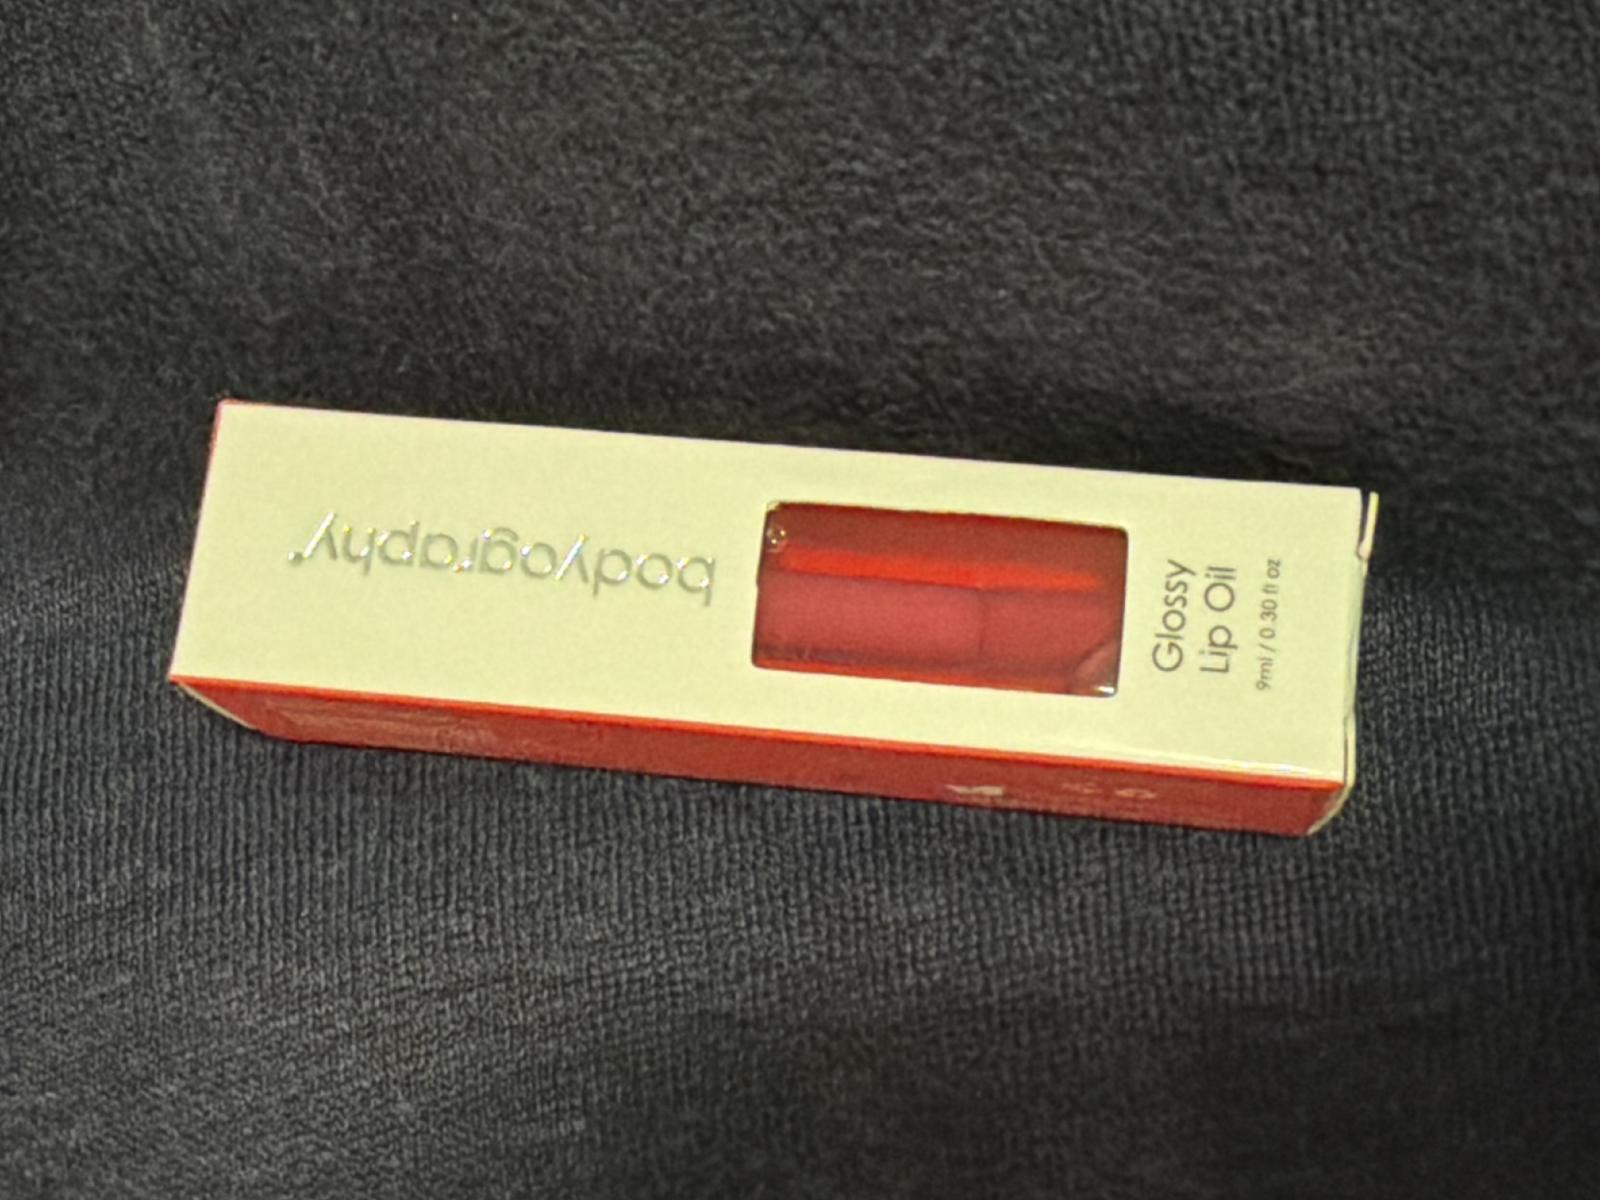 bodyography®
Glossy
Lip Oil
9ml / 0.30 fl oz